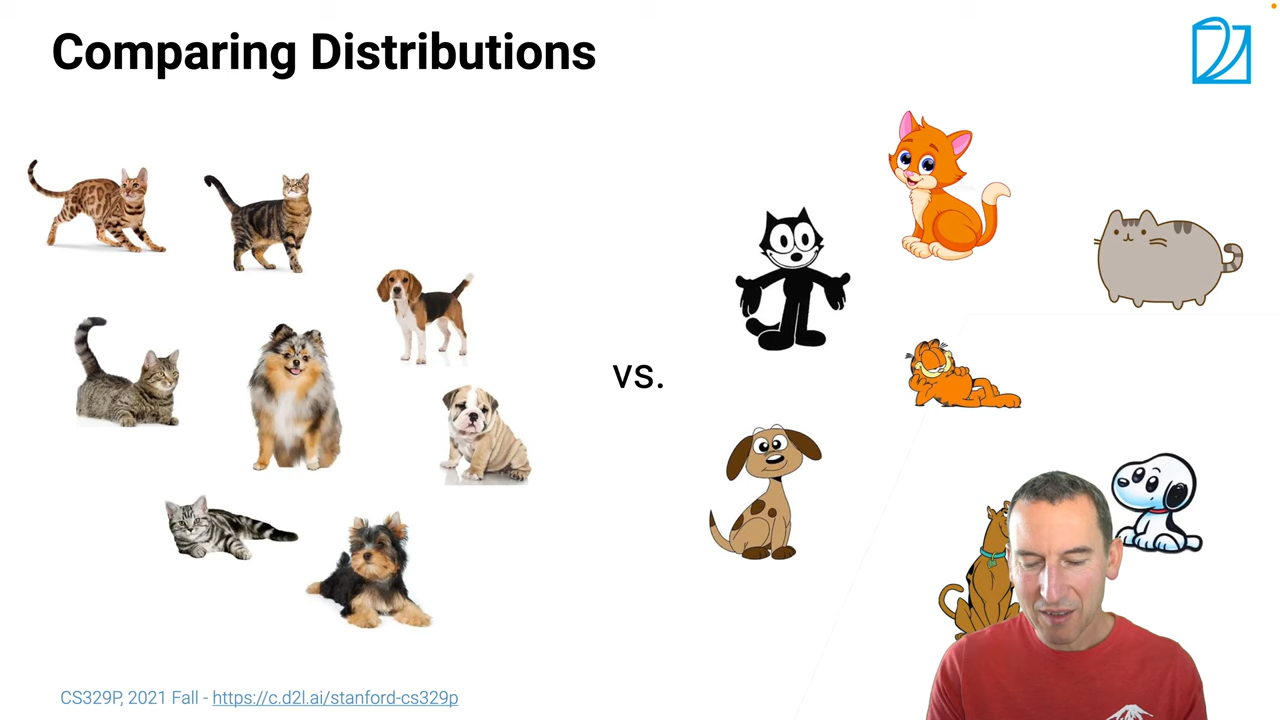 Comparing Distributions
vs.
CS329P, 2021 Fall - https://c.d2l.ai/stanford-cs329p